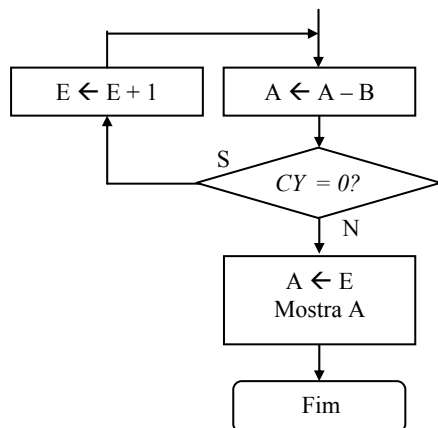 E ← E + 1
A ← A – B
S
CY = 0?
N
A ← E
Mostra A
Fim